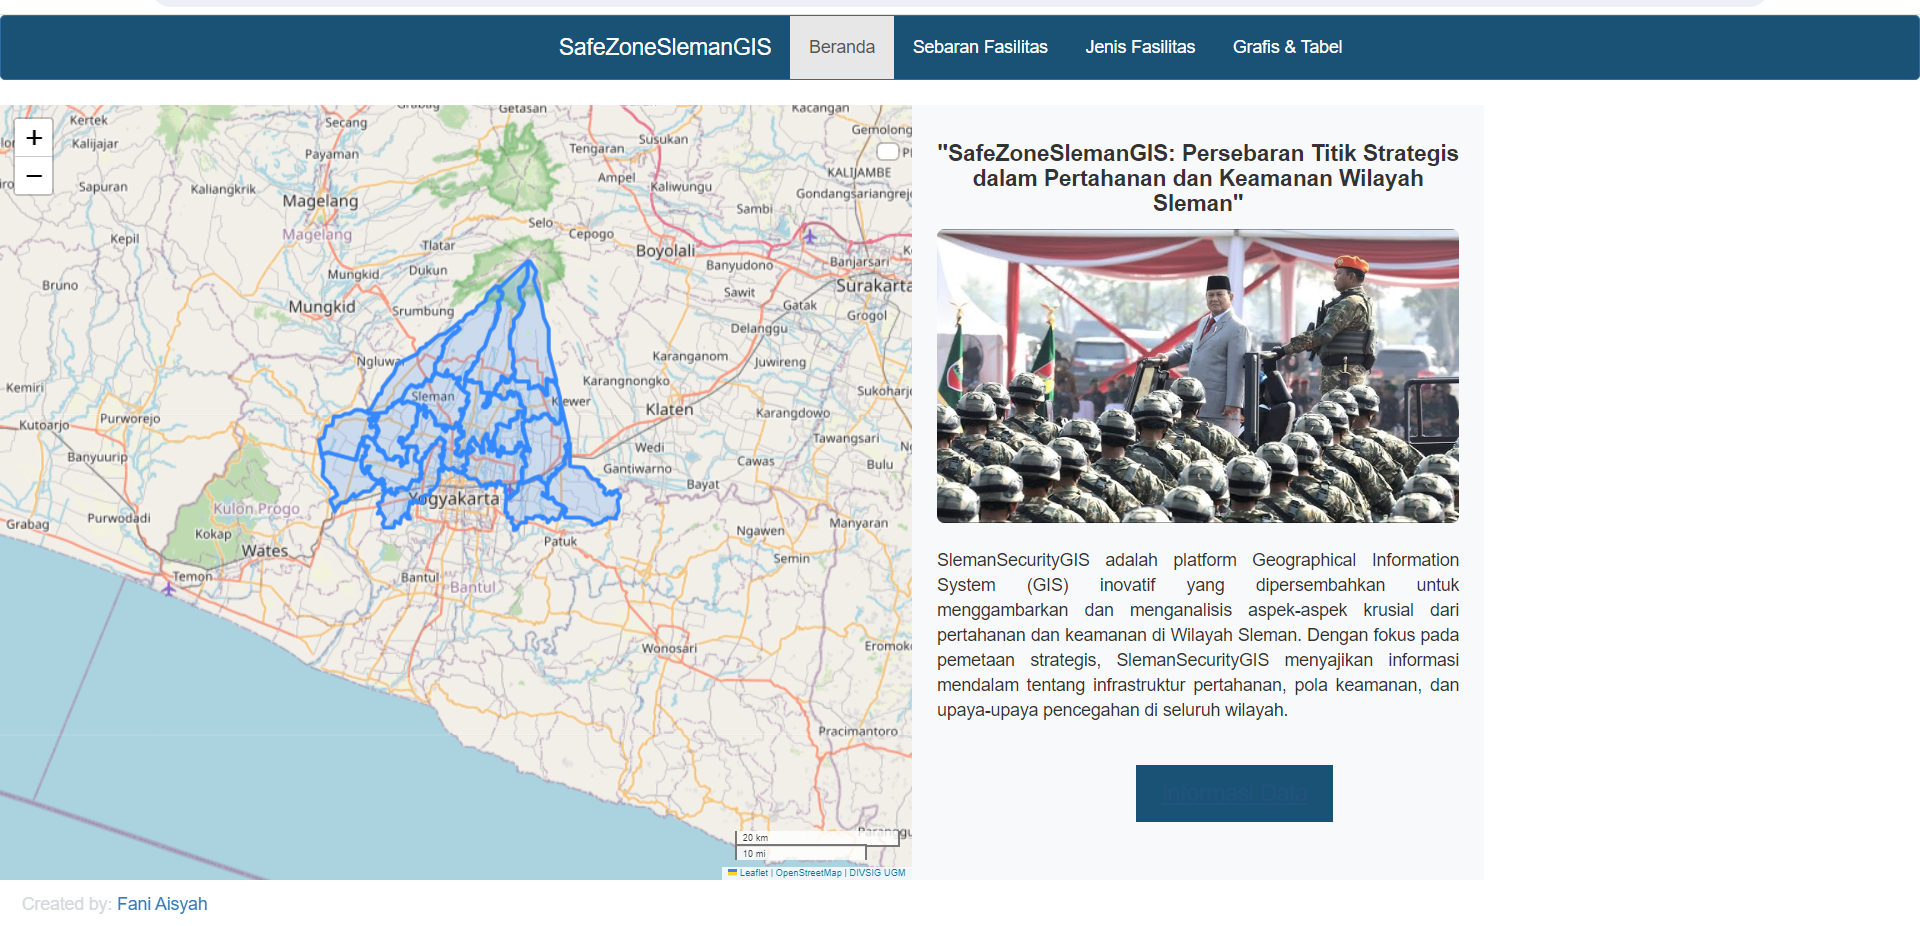 SafeZoneSlemanGIS
Beranda
Sebaran Fasilitas
Jenis Fasilitas
Grafis & Tabel
+
−
Getasan
Kacangan
Kertek
Secang
Gemolong
Kalijajar
Susukan
Tengaran
Payaman
KALIJAMBE
Ampel
Kaliwungu
Sapuran
Kaliangkrik
Gondangsariangrej
Magelang
Sambi
Selo
Cepogo
Magelang
Kepil
Tlatar
Boyolali
Banyudono
Banjarsari
Mungkid
Dukun
Bruno
Surakarta
Sawit
Mungkid
Srumbung
Gatak
Grogol
Delanggu
Ngluwar
Karanganom
Juwireng
Karangnongko
Kemiri
Sukoharjo
Sleman
Klewer
Klaten
Karangdowo
Purworejo
Kutoarjo
Tawangsari
Wedi
Banyuurip
Cawas
Bulu
Gantiwarno
Bayat
Yogyakarta
Kulon Progo
Purwodadi
Grabag
Manyaran
Ngawen
Kokap
Patuk
Wates
Semin
Temon
Bantul
Bantul
Wonosari
Eromoko
Pracimantoro
20 km
10 mi
Leaflet | OpenStreetMap | DIVSIG UGM
"SafeZoneSlemanGIS: Persebaran Titik Strategis
dalam Pertahanan dan Keamanan Wilayah
Sleman"
SlemanSecurityGIS adalah platform Geographical Information
System (GIS) inovatif yang dipersembahkan untuk
menggambarkan dan menganalisis aspek-aspek krusial dari
pertahanan dan keamanan di Wilayah Sleman. Dengan fokus pada
pemetaan strategis, SlemanSecurityGIS menyajikan informasi
mendalam tentang infrastruktur pertahanan, pola keamanan, dan
upaya-upaya pencegahan di seluruh wilayah.
Informasi Data
Created by: Fani Aisyah